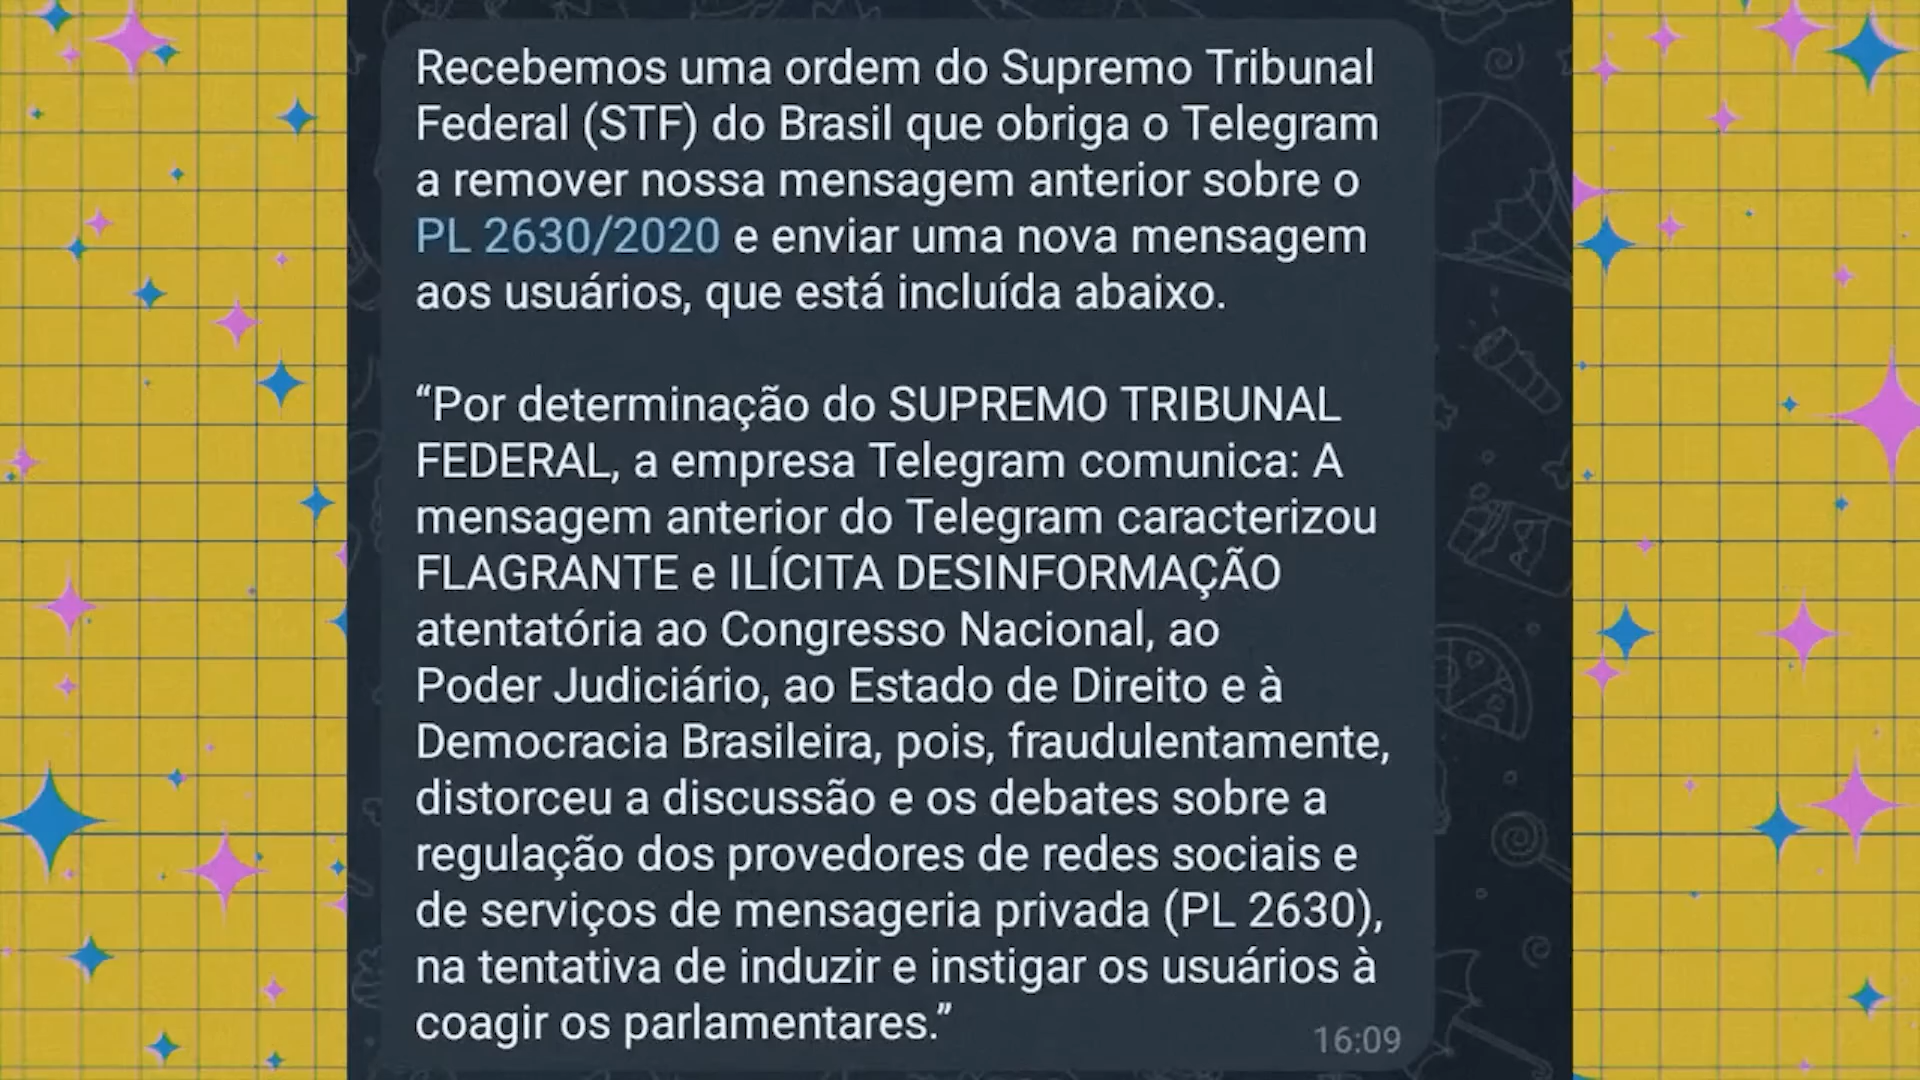 Recebemos uma ordem do Supremo Tribunal
Federal (STF) do Brasil que obriga o Telegram
a remover nossa mensagem anterior sobre o
PL 2630/2020 e enviar uma nova mensagem
aos usuários, que está incluída abaixo.
“Por determinação do SUPREMO TRIBUNAL
FEDERAL, a empresa Telegram comunica: A
mensagem anterior do Telegram caracterizou
FLAGRANTE e ILÍCITA DESINFORMAÇÃO
atentatória ao Congresso Nacional, ao
Poder Judiciário, ao Estado de Direito e à
Democracia Brasileira, pois, fraudulentamente,
distorceu a discussão e os debates sobre a
regulação dos provedores de redes sociais e
de serviços de mensageria privada (PL 2630),
na tentativa de induzir e instigar os usuários à
coagir os parlamentares.”
16:09